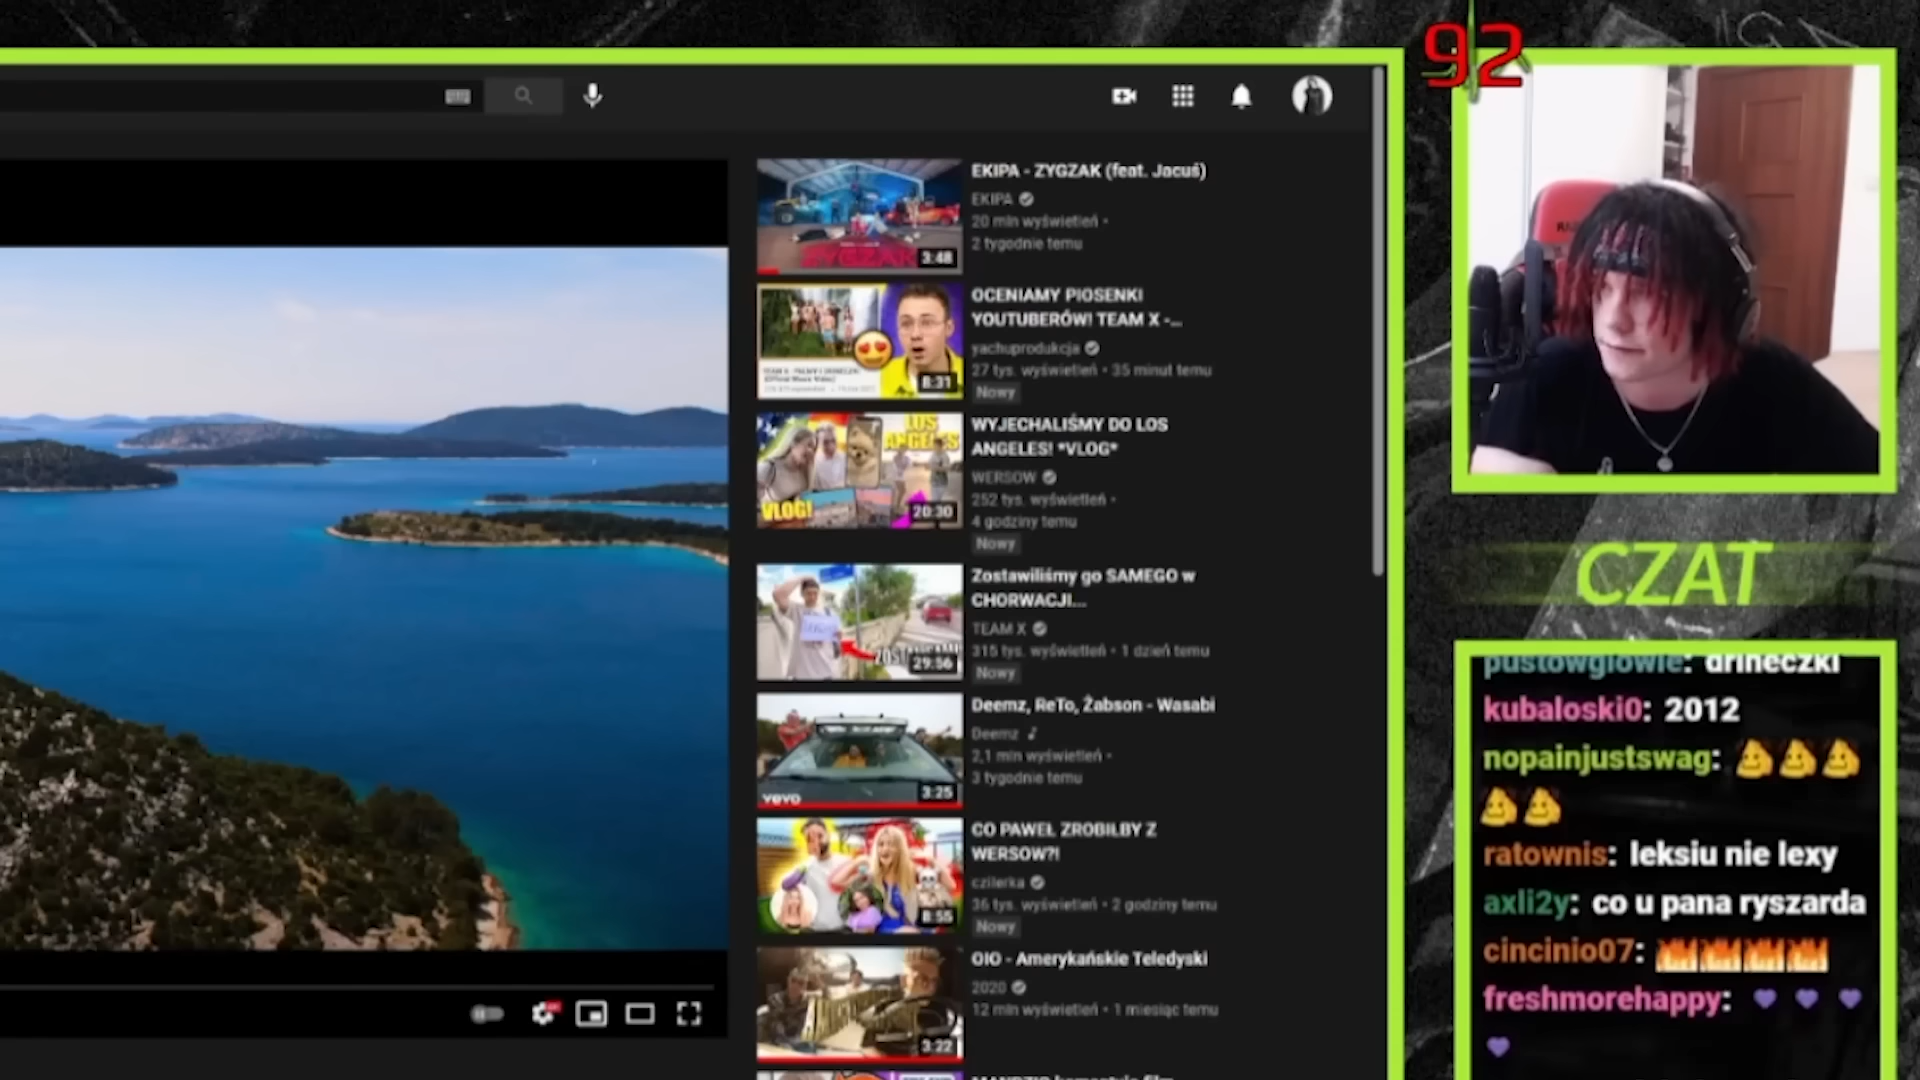 92
EKIPA - ZYGZAK (feat. Jacuś)
EKIPA
20 mln wyświetleń •
2 tygodnie temu
ZYGZAK
3:48
OCENIAMY PIOSENKI
YOUTUBERÓW! TEAM X -...
yachuprodukcja
27 tys. wyświetleń • 35 minut temu
Nowy
8:31
WYJECHALIŚMY DO LOS
ANGELES! *VLOG*
WERSOW
252 tys. wyświetleń •
4 godziny temu
Nowy
LOS
ANGELES
VLOG!
20:30
Zostawiliśmy go SAMEGO w
CHORWACJI...
TEAM X
315 tys. wyświetleń • 1 dzień temu
Nowy
29:56
Deemz, ReTo, Żabson - Wasabi
Deemz
2,1 mln wyświetleń •
3 tygodnie temu
vevo
3:25
CO PAWEŁ ZROBIŁBY Z
WERSOW?!
czilerka
36 tys. wyświetleń • 2 godziny temu
Nowy
8:55
OIO - Amerykańskie Teledyski
2020
12 mln wyświetleń • 1 miesiąc temu
3:22
CZAT
pustowglowie: drineczki
kubaloski0: 2012
nopainjustswag:
ratownis: leksiu nie lexy
axli2y: co u pana ryszarda
cincinio07:
freshmorehappy: